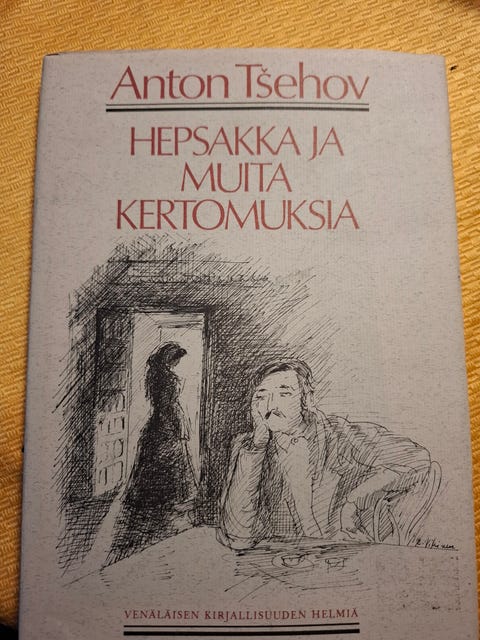 Anton Tšehov
HEPSAKKA JA
MUITA
KERTOMUKSIA
VENÄLÄISEN KIRJALLISUUDEN HELMIÄ